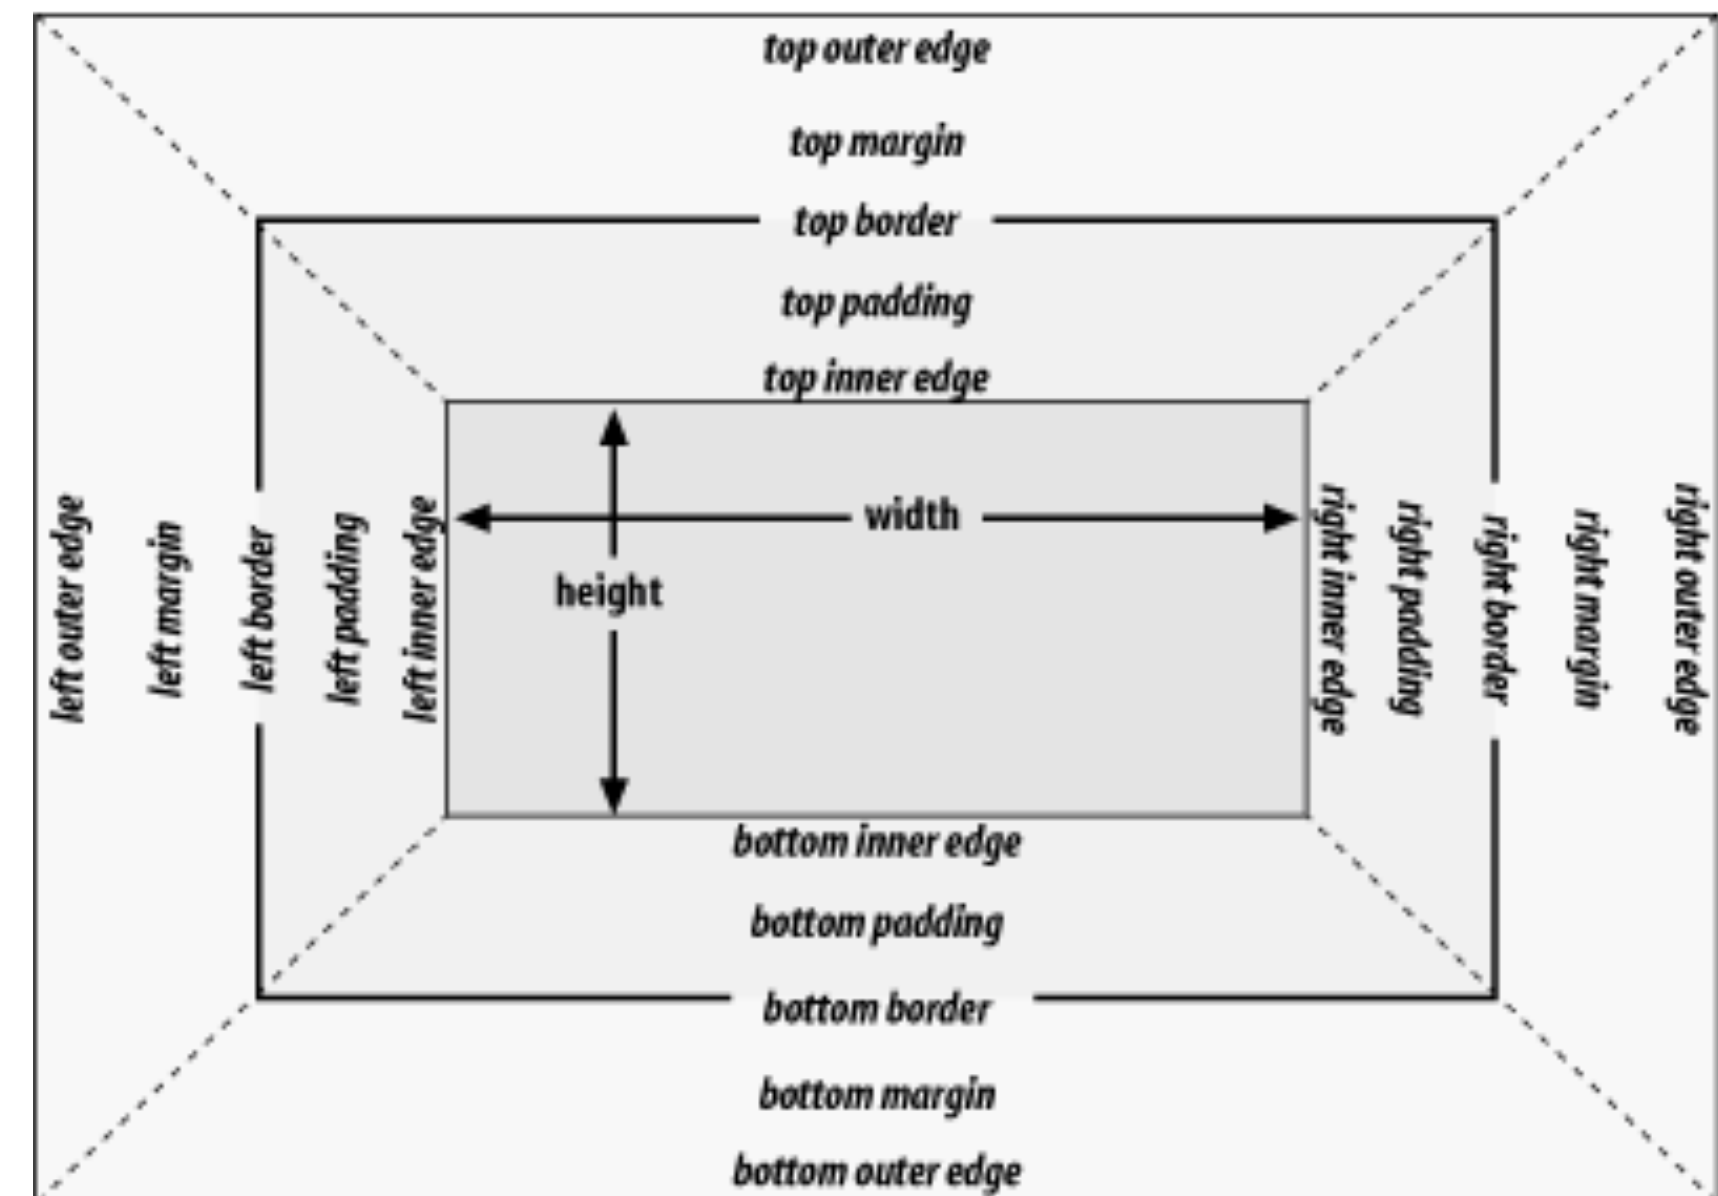 top outer edge
top margin
top border
top padding
top inner edge
left outer edge
left margin
left border
left padding
left inner edge
width
height
right inner edge
right padding
right border
right margin
right outer edge
bottom inner edge
bottom padding
bottom border
bottom margin
bottom outer edge